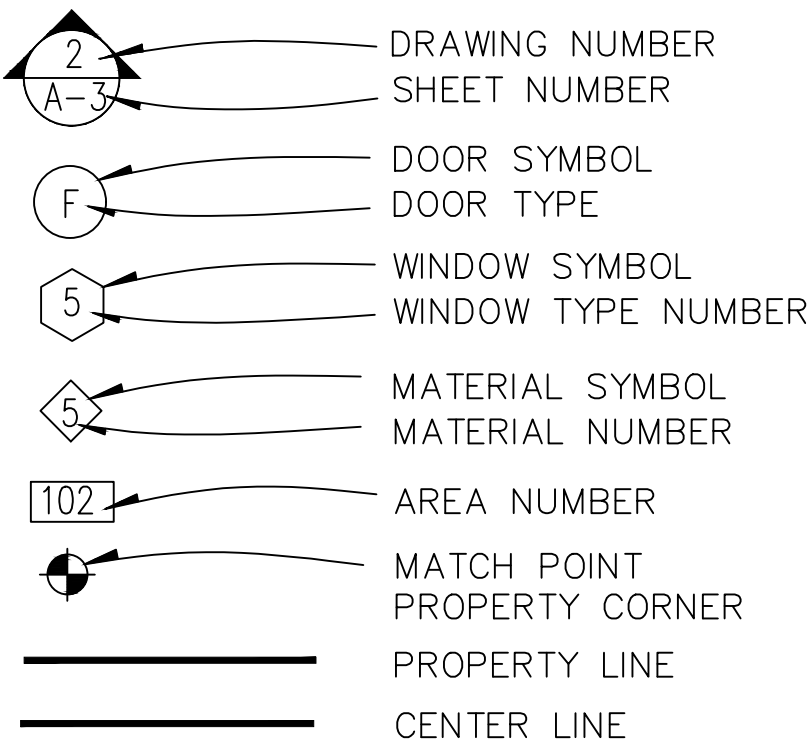 2 DRAWING NUMBER
A-3 SHEET NUMBER
DOOR SYMBOL
F DOOR TYPE
WINDOW SYMBOL
5 WINDOW TYPE NUMBER
MATERIAL SYMBOL
5 MATERIAL NUMBER
102 AREA NUMBER
MATCH POINT
PROPERTY CORNER
PROPERTY LINE
CENTER LINE